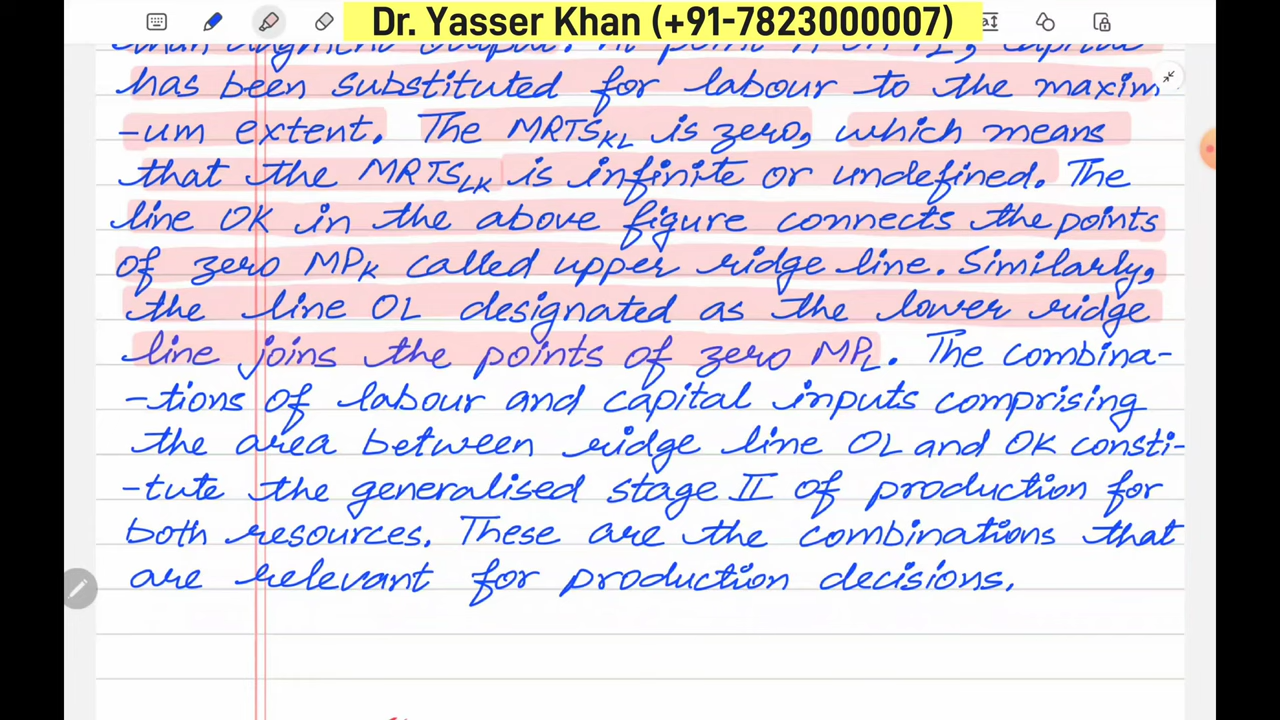 Dr. Yasser Khan (+91-7823000007)
has been substituted for labour to the maxim
-um extent. The MRTS_KL is zero, which means
that the MRTS_LK is infinite or undefined. The
line OK in the above figure connects the points
of zero MP_K called upper ridge line. Similarly,
the line OL designated as the lower ridge
line joins the points of zero MP_L. The combina-
-tions of labour and capital inputs comprising
the area between ridge line OL and OK consti-
-tute the generalised stage II of production for
both resources. These are the combinations that
are relevant for production decisions.